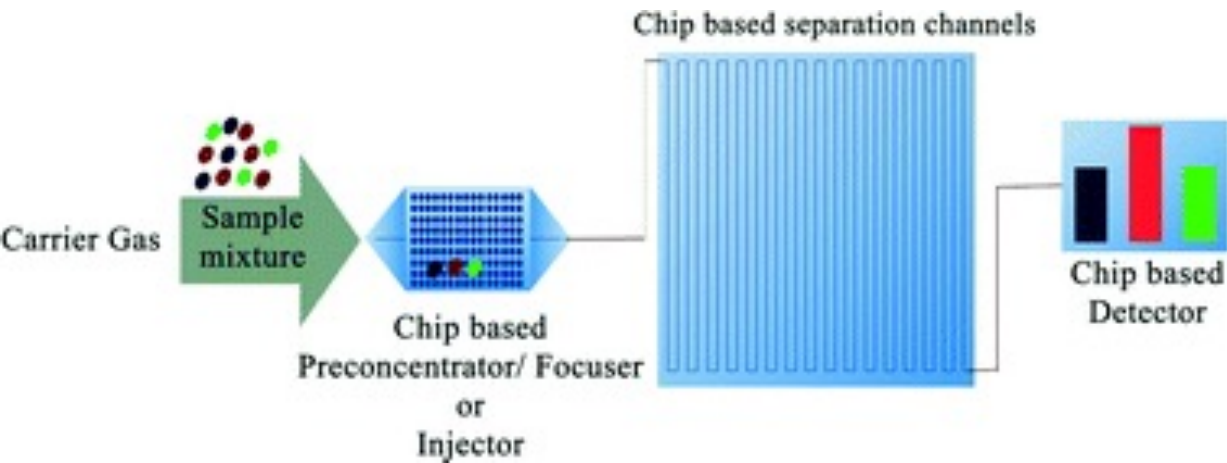 Chip based separation channels
Carrier Gas
Sample
mixture
Chip based
Preconcentrator/ Focuser
or
Injector
Chip based
Detector